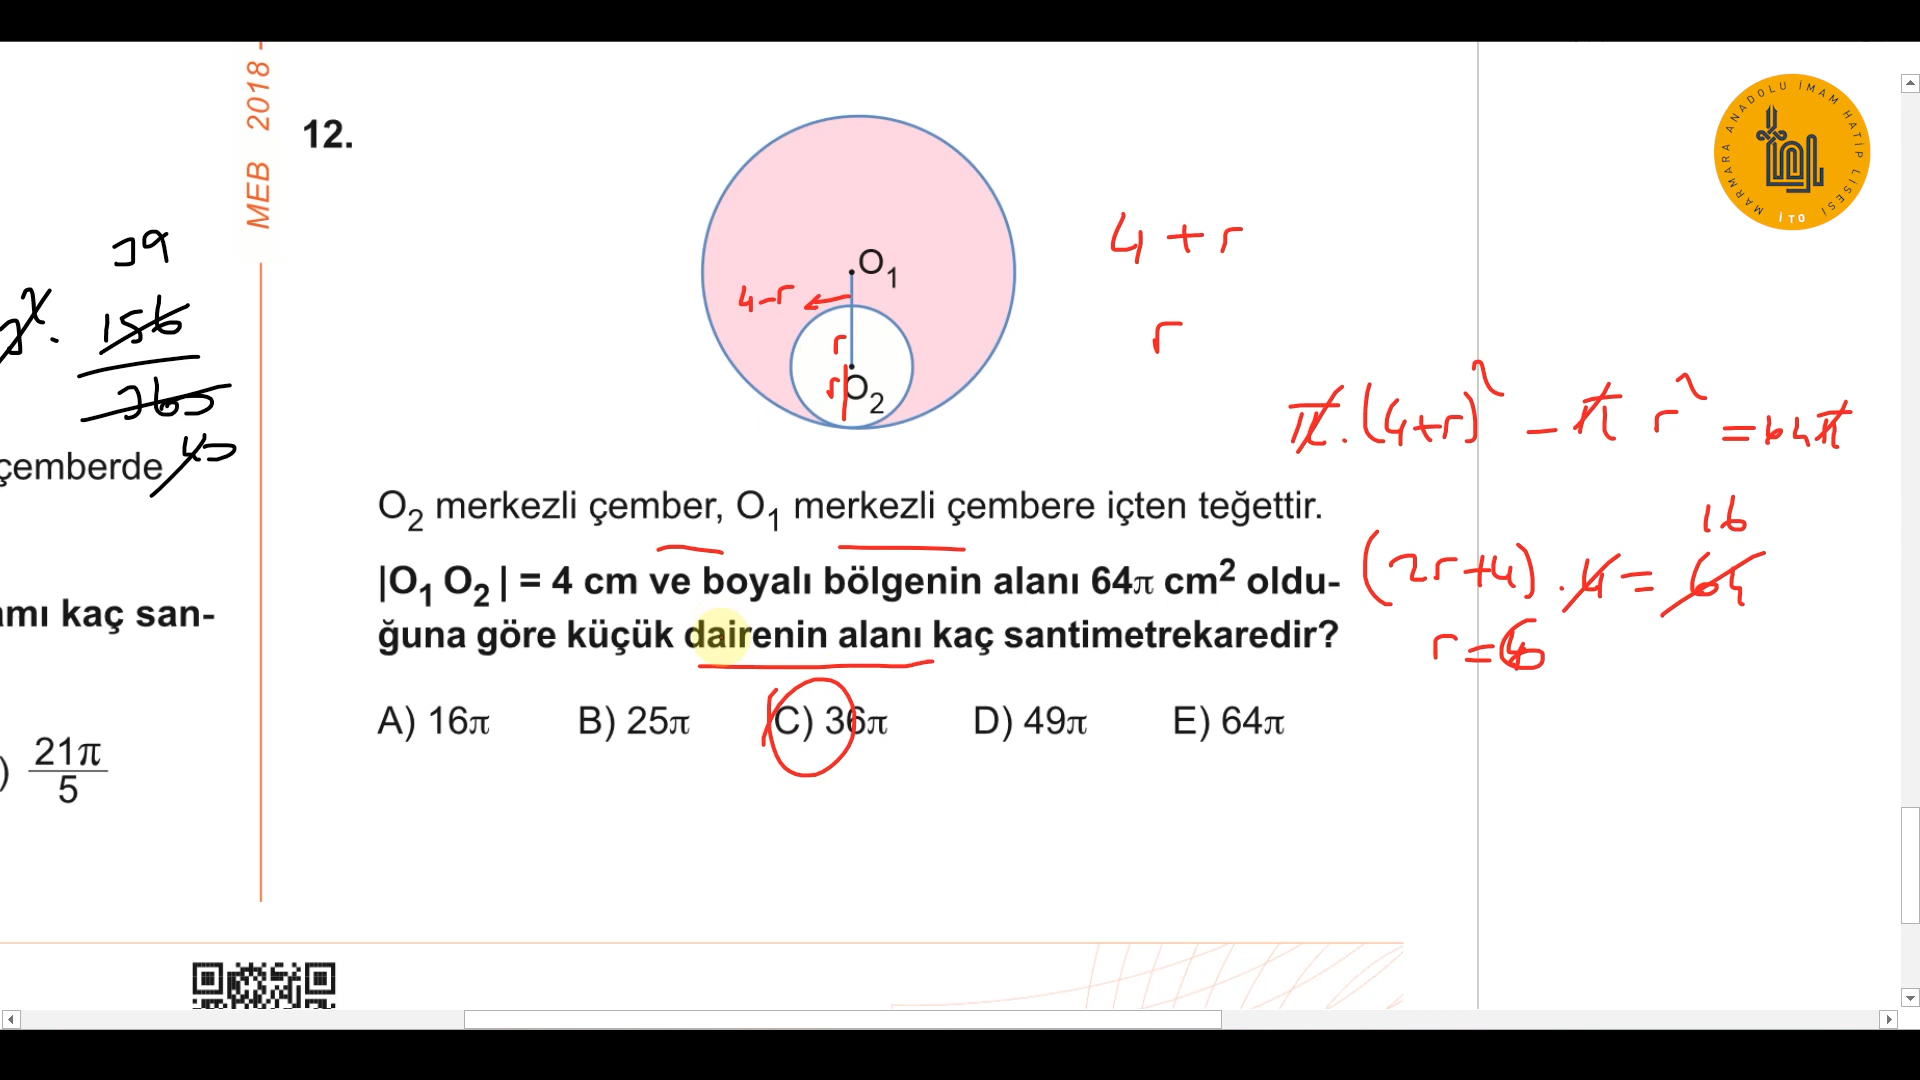 MEB 2018 -
MARMARA ANADOLU İMAM HATİP LİSESİ
İTO
12.
O1
4-r
r
r
O2
4+r
r
π.(4+r)² - π r² = 64π
16
(2r+4).4 = 64
r=6
39
156
365
45
çemberde
amı kaç san-
) 21π
5
O2 merkezli çember, O1 merkezli çembere içten teğettir.
|O1 O2 | = 4 cm ve boyalı bölgenin alanı 64π cm² oldu-
ğuna göre küçük dairenin alanı kaç santimetrekaredir?
A) 16π B) 25π C) 36π D) 49π E) 64π